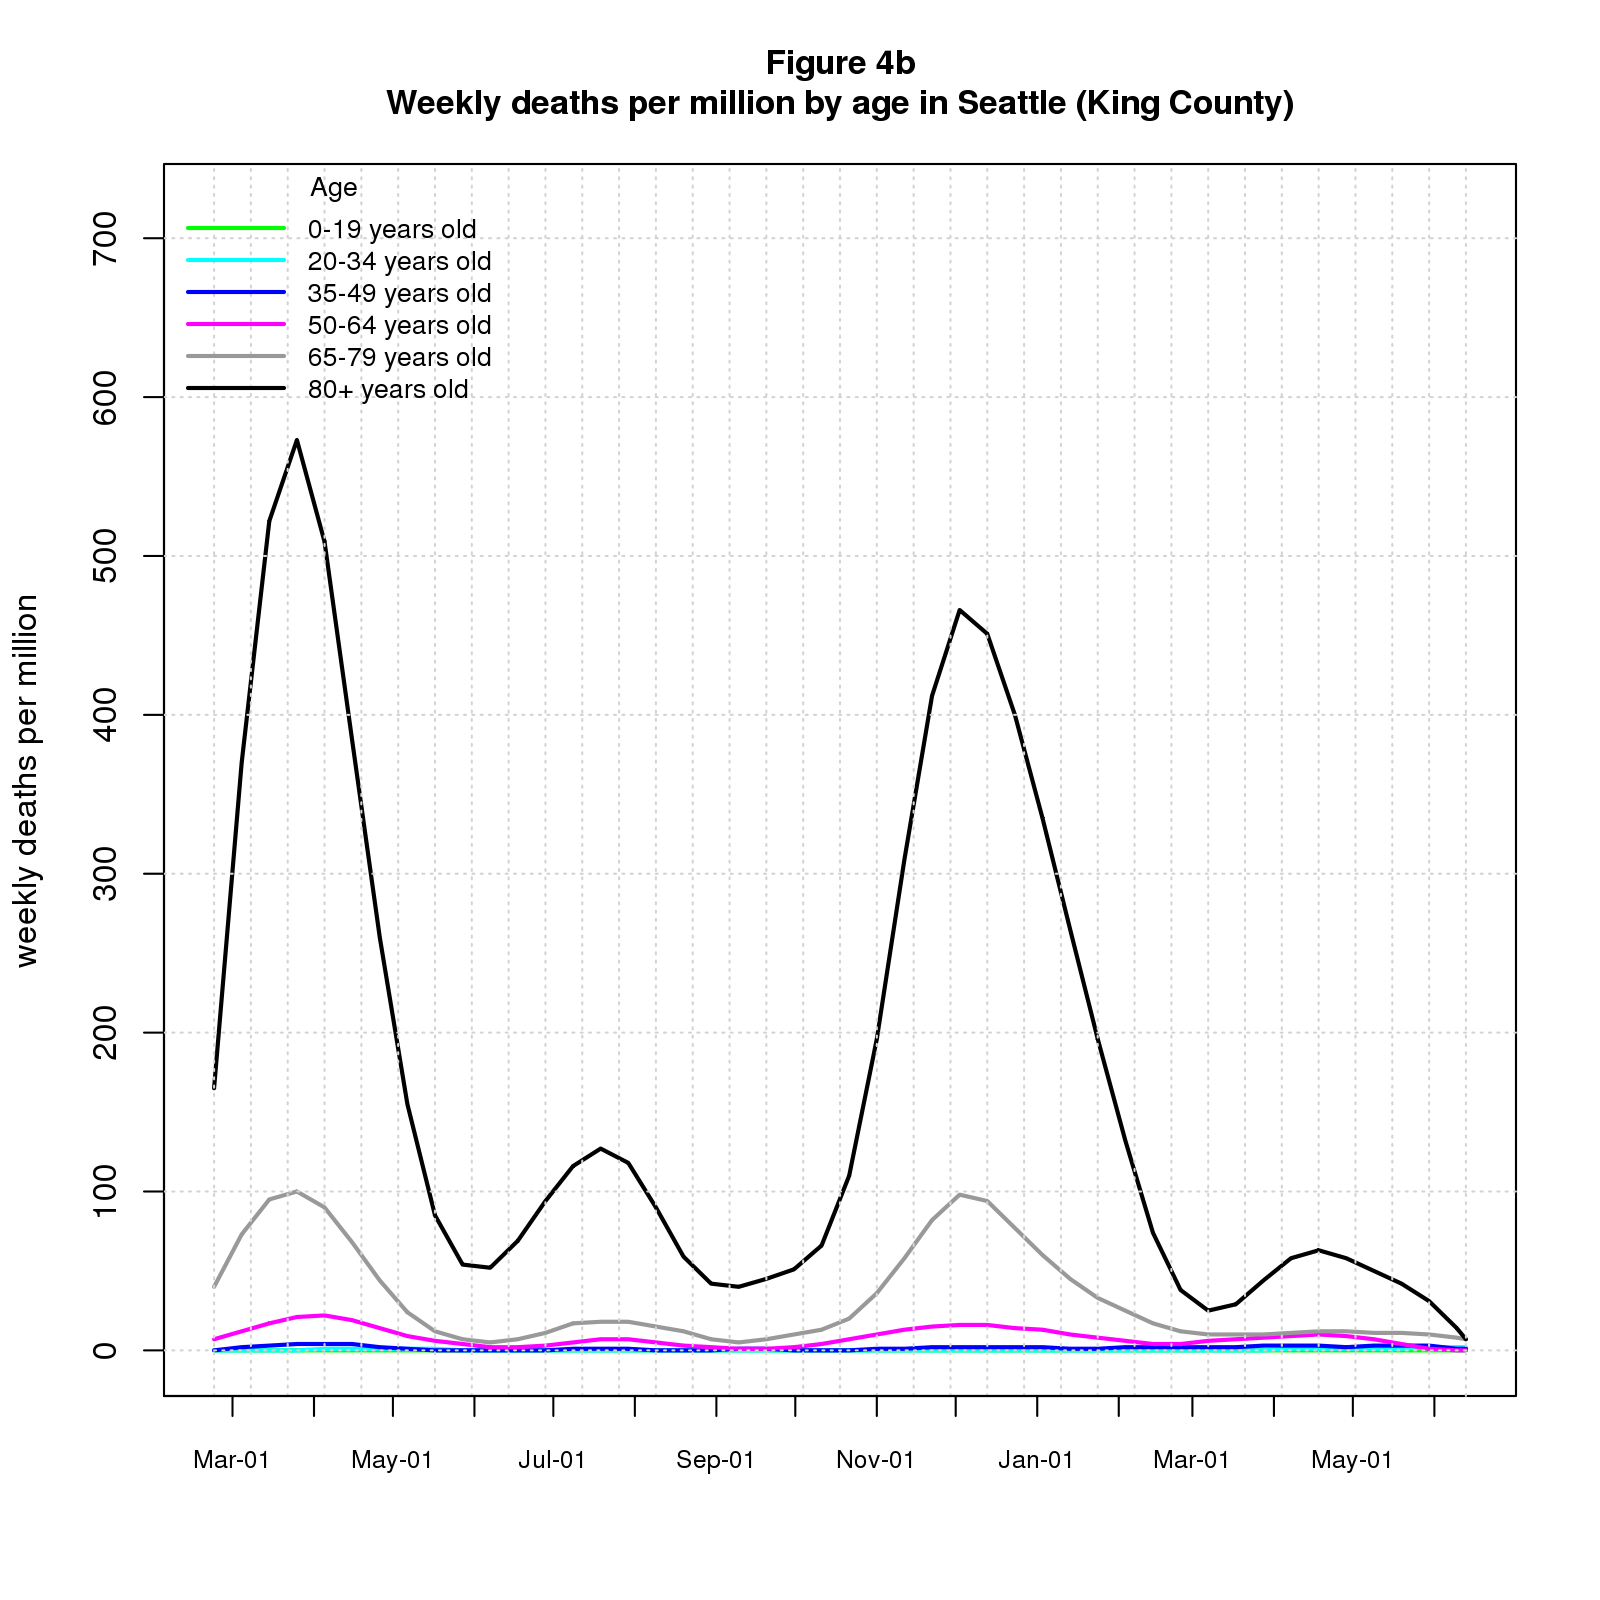 Figure 4b
Weekly deaths per million by age in Seattle (King County)
Age
0-19 years old
20-34 years old
35-49 years old
50-64 years old
65-79 years old
80+ years old
weekly deaths per million
700
600
500
400
300
200
100
0
Mar-01 May-01 Jul-01 Sep-01 Nov-01 Jan-01 Mar-01 May-01